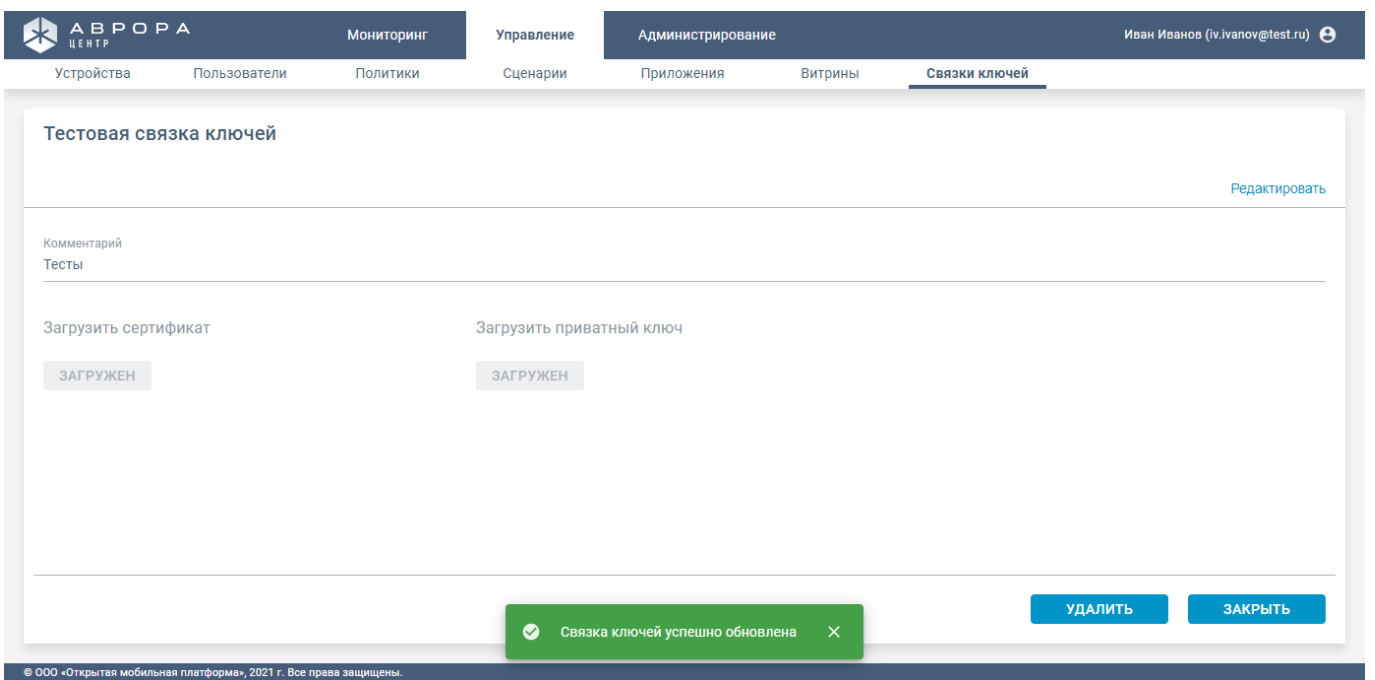 АВРОРА
ЦЕНТР
Мониторинг
Управление
Администрирование
Иван Иванов (iv.ivanov@test.ru)
Устройства
Пользователи
Политики
Сценарии
Приложения
Витрины
Связки ключей
Тестовая связка ключей
Редактировать
Комментарий
Тесты
Загрузить сертификат
Загрузить приватный ключ
ЗАГРУЖЕН
ЗАГРУЖЕН
УДАЛИТЬ
ЗАКРЫТЬ
Связка ключей успешно обновлена
© ООО «Открытая мобильная платформа», 2021 г. Все права защищены.